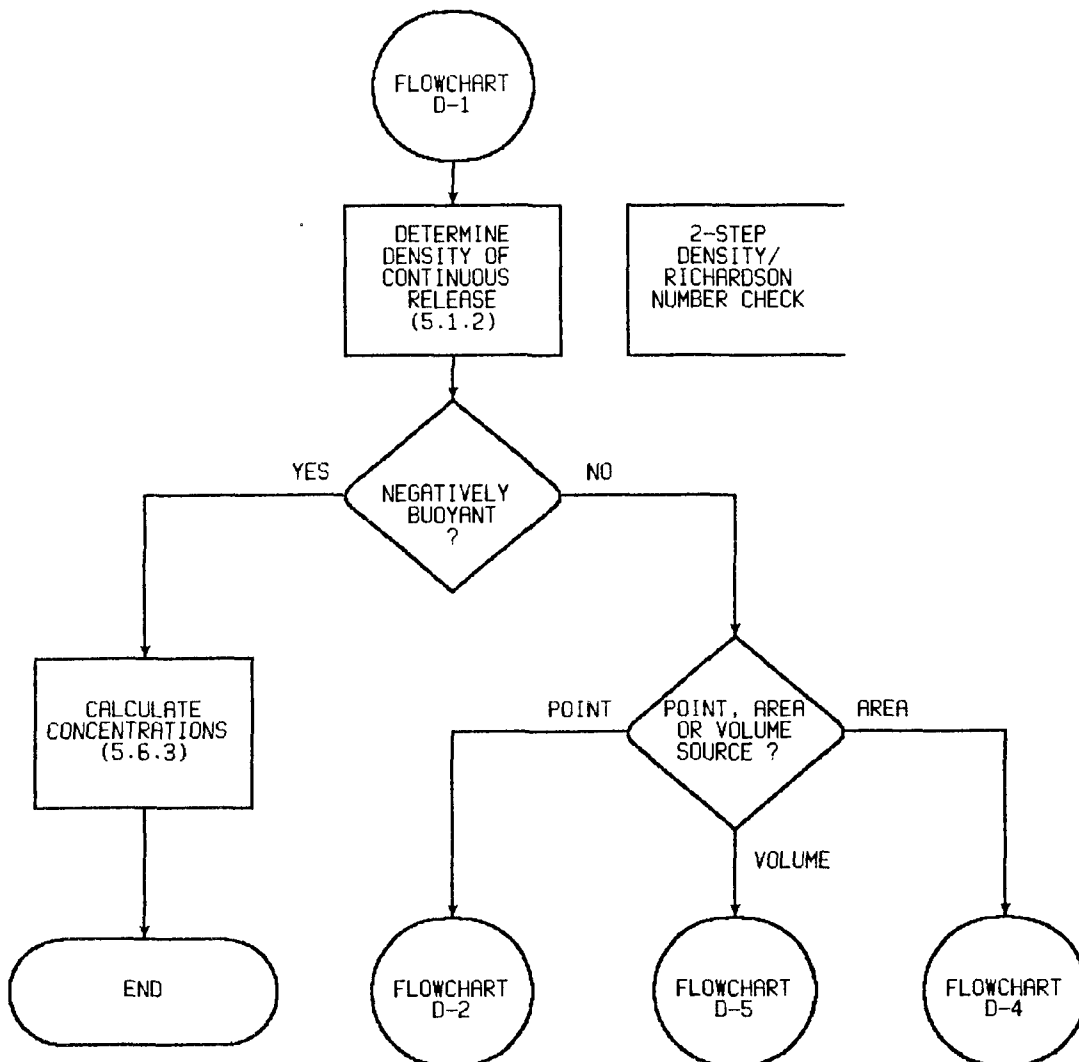 FLOWCHART
D-1
DETERMINE
DENSITY OF
CONTINUOUS
RELEASE
(5.1.2)
2-STEP
DENSITY/
RICHARDSON
NUMBER CHECK
YES
NEGATIVELY
BUOYANT
?
NO
CALCULATE
CONCENTRATIONS
(5.6.3)
POINT
POINT, AREA
OR VOLUME
SOURCE ?
AREA
VOLUME
END
FLOWCHART
D-2
FLOWCHART
D-5
FLOWCHART
D-4